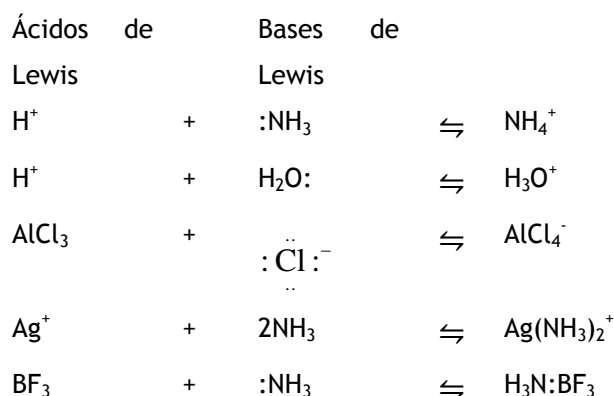 Ácidos de Bases de
Lewis Lewis
H⁺ + :NH₃ ⇆ NH₄⁺
H⁺ + H₂O: ⇆ H₃O⁺
AlCl₃ + :C̤̈l:⁻ ⇆ AlCl₄⁻
Ag⁺ + 2NH₃ ⇆ Ag(NH₃)₂⁺
BF₃ + :NH₃ ⇆ H₃N:BF₃